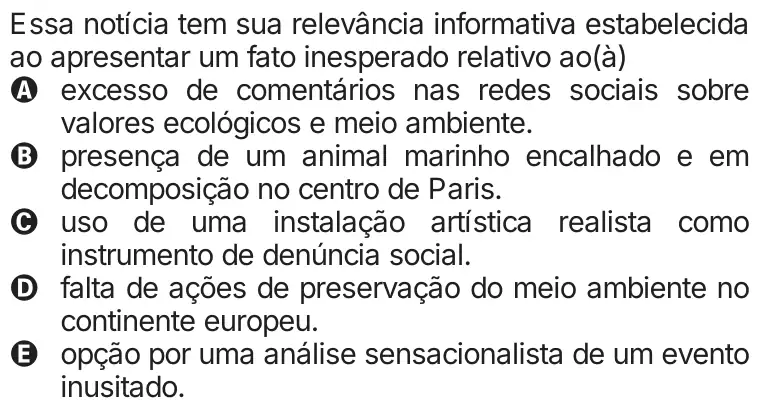 Essa notícia tem sua relevância informativa estabelecida
ao apresentar um fato inesperado relativo ao(à)
A excesso de comentários nas redes sociais sobre
valores ecológicos e meio ambiente.
B presença de um animal marinho encalhado e em
decomposição no centro de Paris.
C uso de uma instalação artística realista como
instrumento de denúncia social.
D falta de ações de preservação do meio ambiente no
continente europeu.
E opção por uma análise sensacionalista de um evento
inusitado.